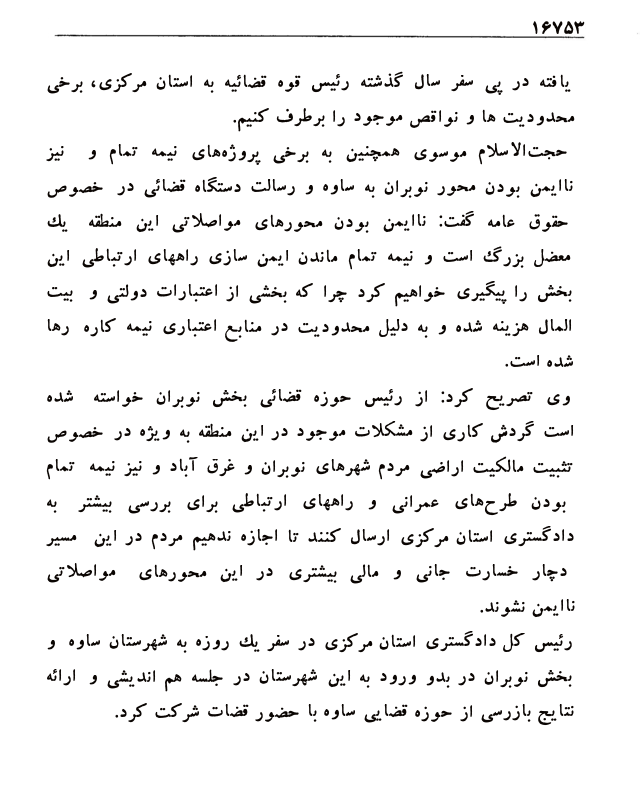 ۱۶۷۵۳
یافته در پی سفر سال گذشته رئیس قوه قضائیه به استان مرکزی، برخی
محدودیت ها و نواقص موجود را برطرف کنیم.
حجت‌الاسلام موسوی همچنین به برخی پروژه‌های نیمه تمام و نیز
ناایمن بودن محور نوبران به ساوه و رسالت دستگاه قضائی در خصوص
حقوق عامه گفت: ناایمن بودن محورهای مواصلاتی این منطقه یك
معضل بزرگ است و نیمه تمام ماندن ایمن سازی راههای ارتباطی این
بخش را پیگیری خواهیم کرد چرا که بخشی از اعتبارات دولتی و بیت
المال هزینه شده و به دلیل محدودیت در منابع اعتباری نیمه کاره رها
شده است.
وی تصریح کرد: از رئیس حوزه قضائی بخش نوبران خواسته شده
است گردش کاری از مشکلات موجود در این منطقه به ویژه در خصوص
تثبیت مالکیت اراضی مردم شهرهای نوبران و غرق آباد و نیز نیمه تمام
بودن طرح‌های عمرانی و راههای ارتباطی برای بررسی بیشتر به
دادگستری استان مرکزی ارسال کنند تا اجازه ندهیم مردم در این مسیر
دچار خسارت جانی و مالی بیشتری در این محورهای مواصلاتی
ناایمن نشوند.
رئیس کل دادگستری استان مرکزی در سفر یك روزه به شهرستان ساوه و
بخش نوبران در بدو ورود به این شهرستان در جلسه هم اندیشی و ارائه
نتایج بازرسی از حوزه قضایی ساوه با حضور قضات شرکت کرد.